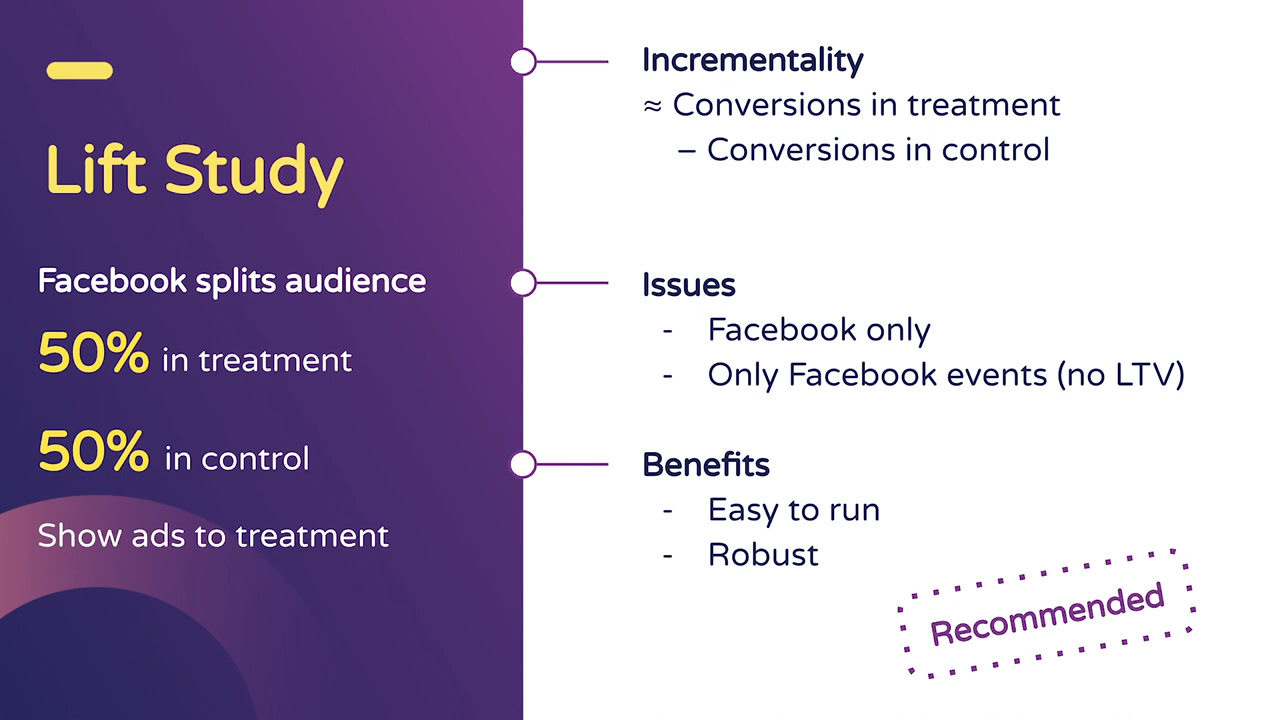 Lift Study
Facebook splits audience
50% in treatment
50% in control
Show ads to treatment
Incrementality
≈ Conversions in treatment
– Conversions in control
Issues
- Facebook only
- Only Facebook events (no LTV)
Benefits
- Easy to run
- Robust
Recommended